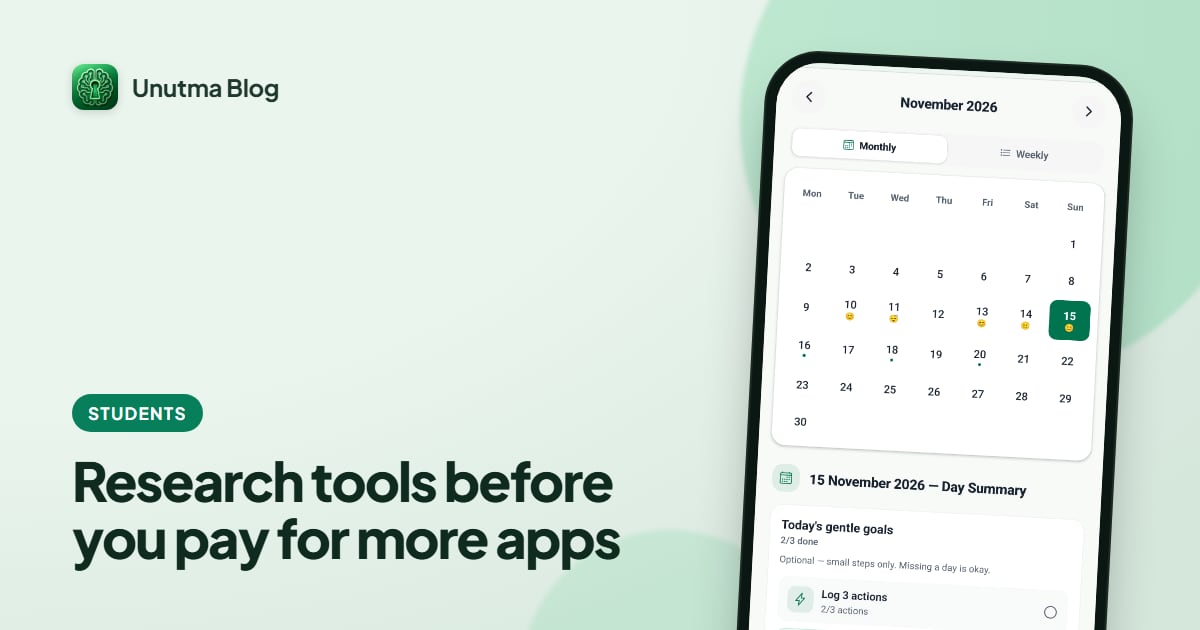 Unutma Blog
STUDENTS
Research tools before
you pay for more apps
November 2026
Monthly Weekly
Mon Tue Wed Thu Fri Sat Sun
1
2 3 4 5 6 7 8
9 10 11 12 13 14 15
16 17 18 19 20 21 22
23 24 25 26 27 28 29
30
15 November 2026 — Day Summary
Today's gentle goals
2/3 done
Optional — small steps only. Missing a day is okay.
Log 3 actions
2/3 actions